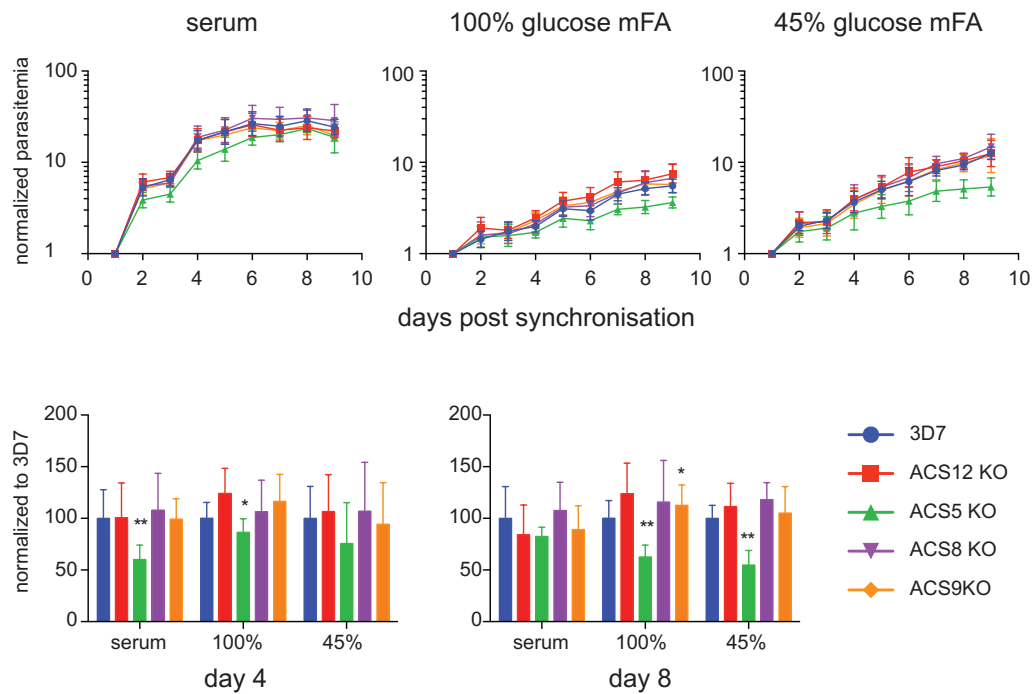 serum
100% glucose mFA
45% glucose mFA
normalized parasitemia
100
10
1
0 2 4 6 8 10
100
10
1
0 2 4 6 8 10
100
10
1
0 2 4 6 8 10
days post synchronisation
normalized to 3D7
200
150
100
50
0
** *
serum 100% 45%
day 4
200
150
100
50
0
** * **
serum 100% 45%
day 8
3D7
ACS12 KO
ACS5 KO
ACS8 KO
ACS9KO